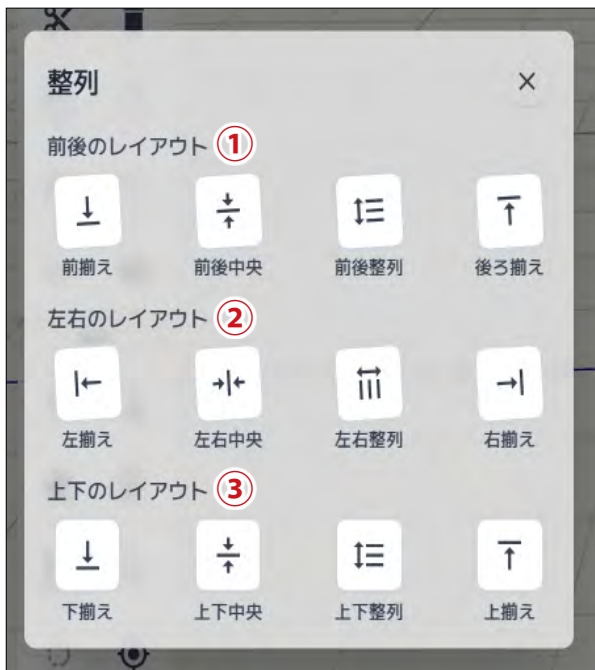 整列
前後のレイアウト ①
前揃え 前後中央 前後整列 後ろ揃え
左右のレイアウト ②
左揃え 左右中央 左右整列 右揃え
上下のレイアウト ③
下揃え 上下中央 上下整列 上揃え